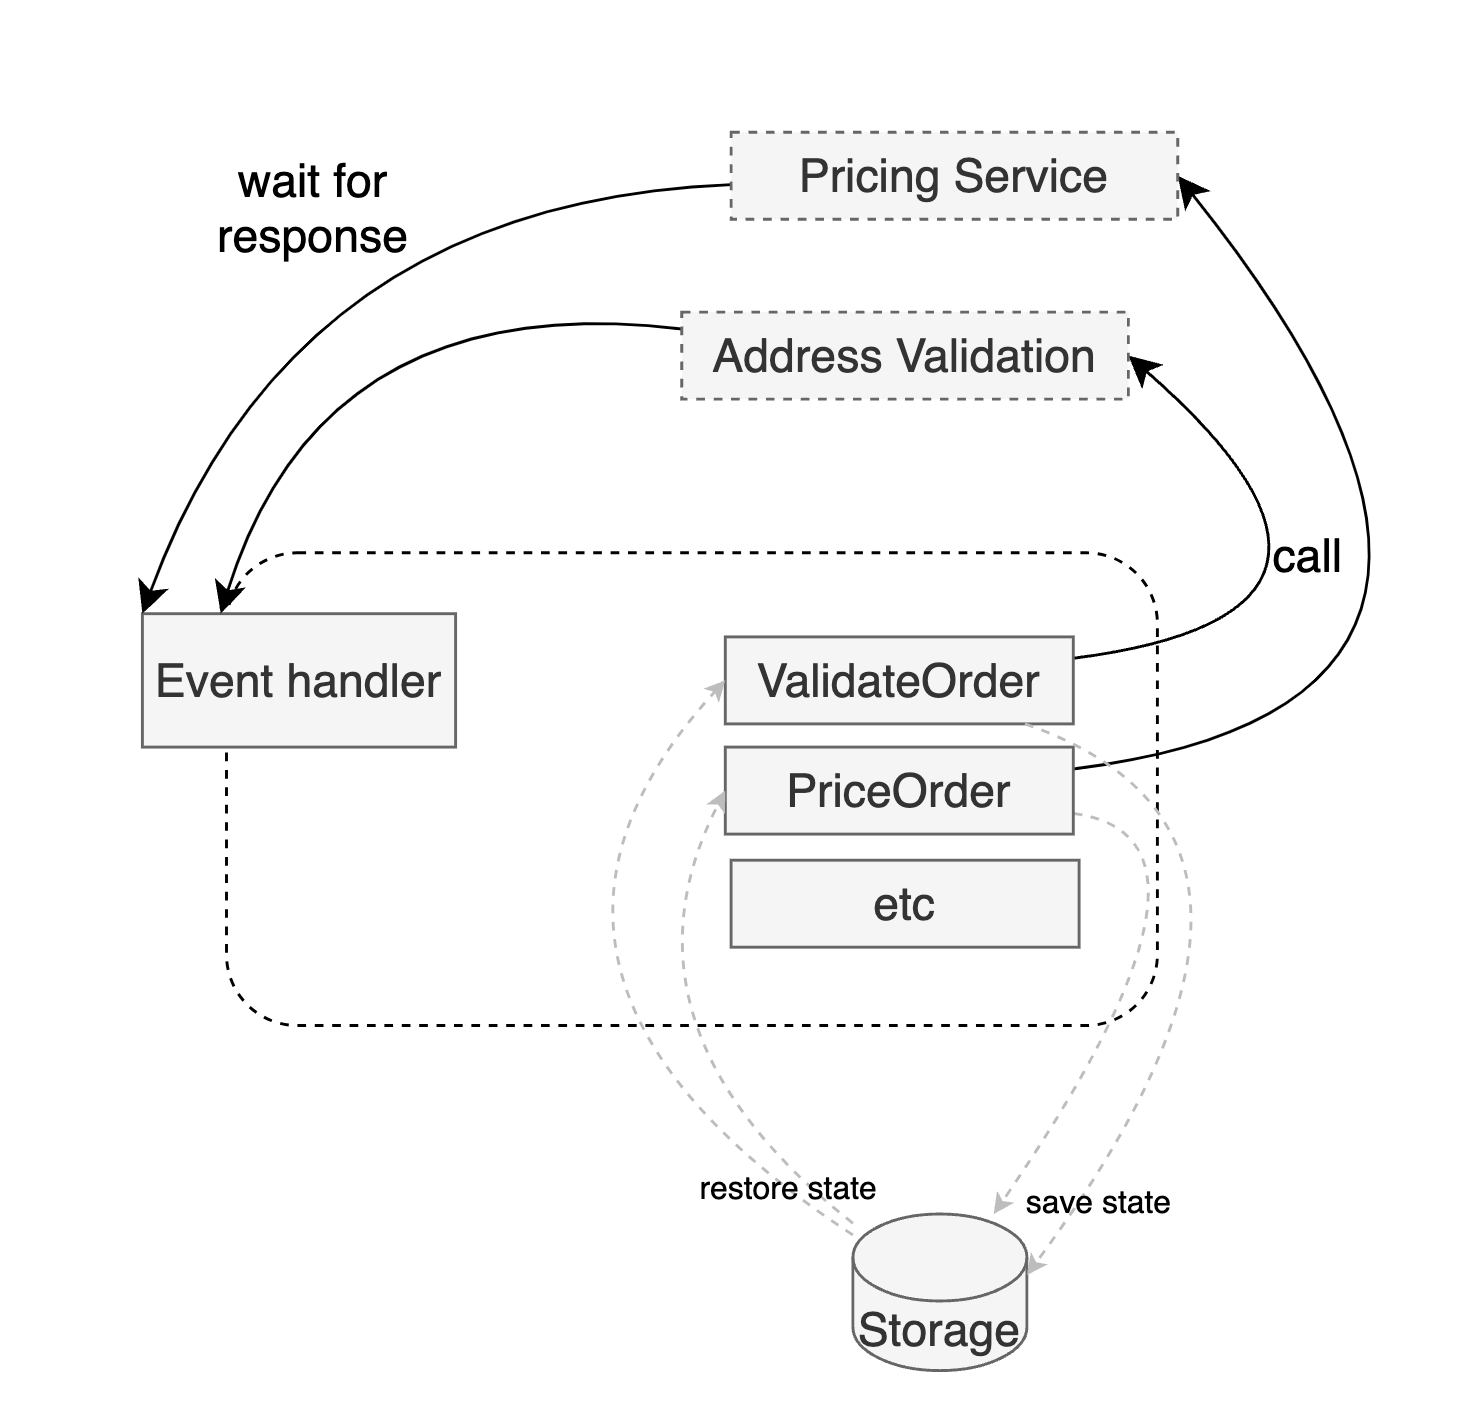 Pricing Service
wait for
response
Address Validation
call
Event handler
ValidateOrder
PriceOrder
etc
restore state
save state
Storage